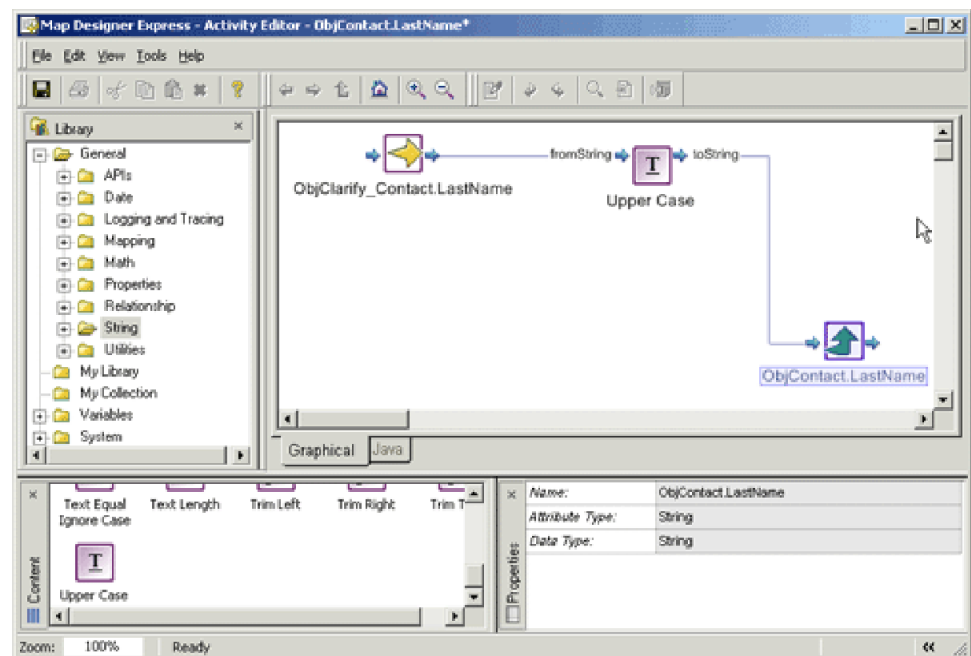 Map Designer Express - Activity Editor - ObjContact.LastName*
File Edit View Tools Help
Library
General
APIs
Date
Logging and Tracing
Mapping
Math
Properties
Relationship
String
Utilities
My Library
My Collection
Variables
System
fromString
toString
ObjClarify_Contact.LastName
T
Upper Case
ObjContact.LastName
Graphical Java
Content
Text Equal Ignore Case
Text Length
Trim Left
Trim Right
Trim T
T
Upper Case
Properties
Name: ObjContact.LastName
Attribute Type: String
Data Type: String
Zoom: 100% Ready